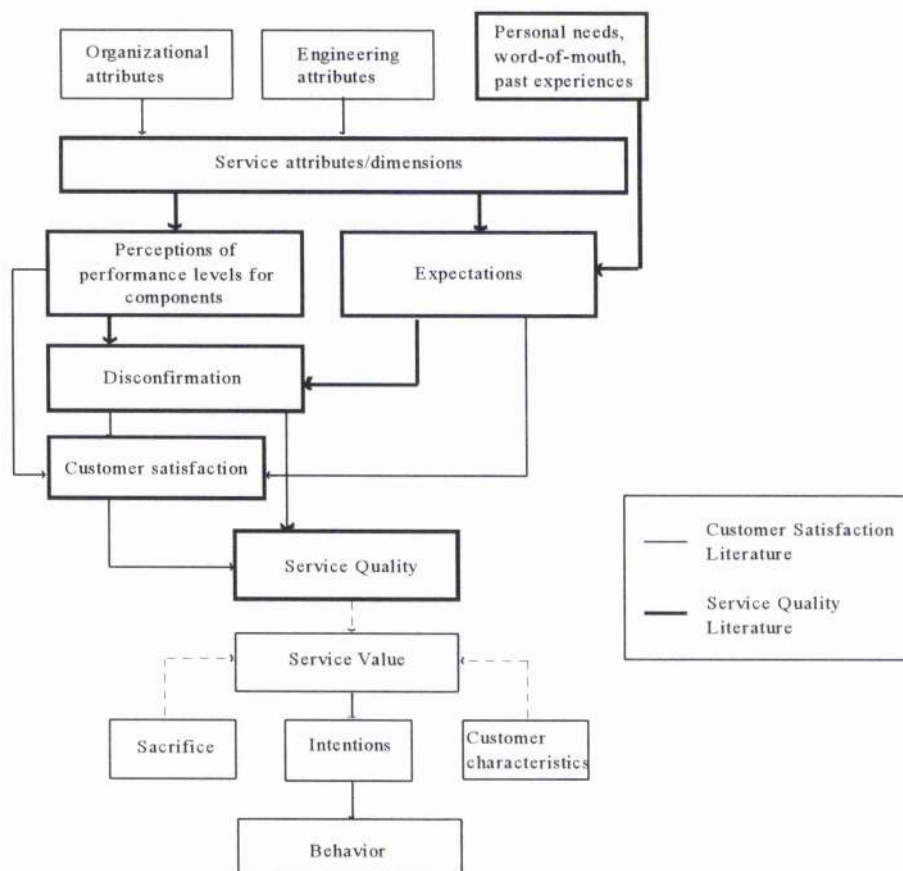 Organizational
attributes
Engineering
attributes
Personal needs,
word-of-mouth,
past experiences
Service attributes/dimensions
Perceptions of
performance levels for
components
Expectations
Disconfirmation
Customer satisfaction
Service Quality
Customer Satisfaction
Literature
Service Quality
Literature
Service Value
Sacrifice
Intentions
Customer
characteristics
Behavior